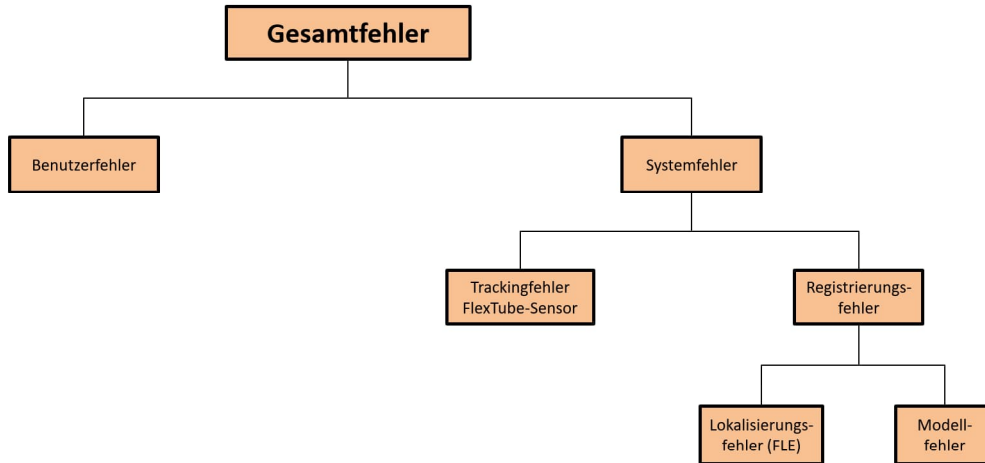 Gesamtfehler
Benutzerfehler
Systemfehler
Trackingfehler
FlexTube-Sensor
Registrierungs-
fehler
Lokalisierungs-
fehler (FLE)
Modell-
fehler